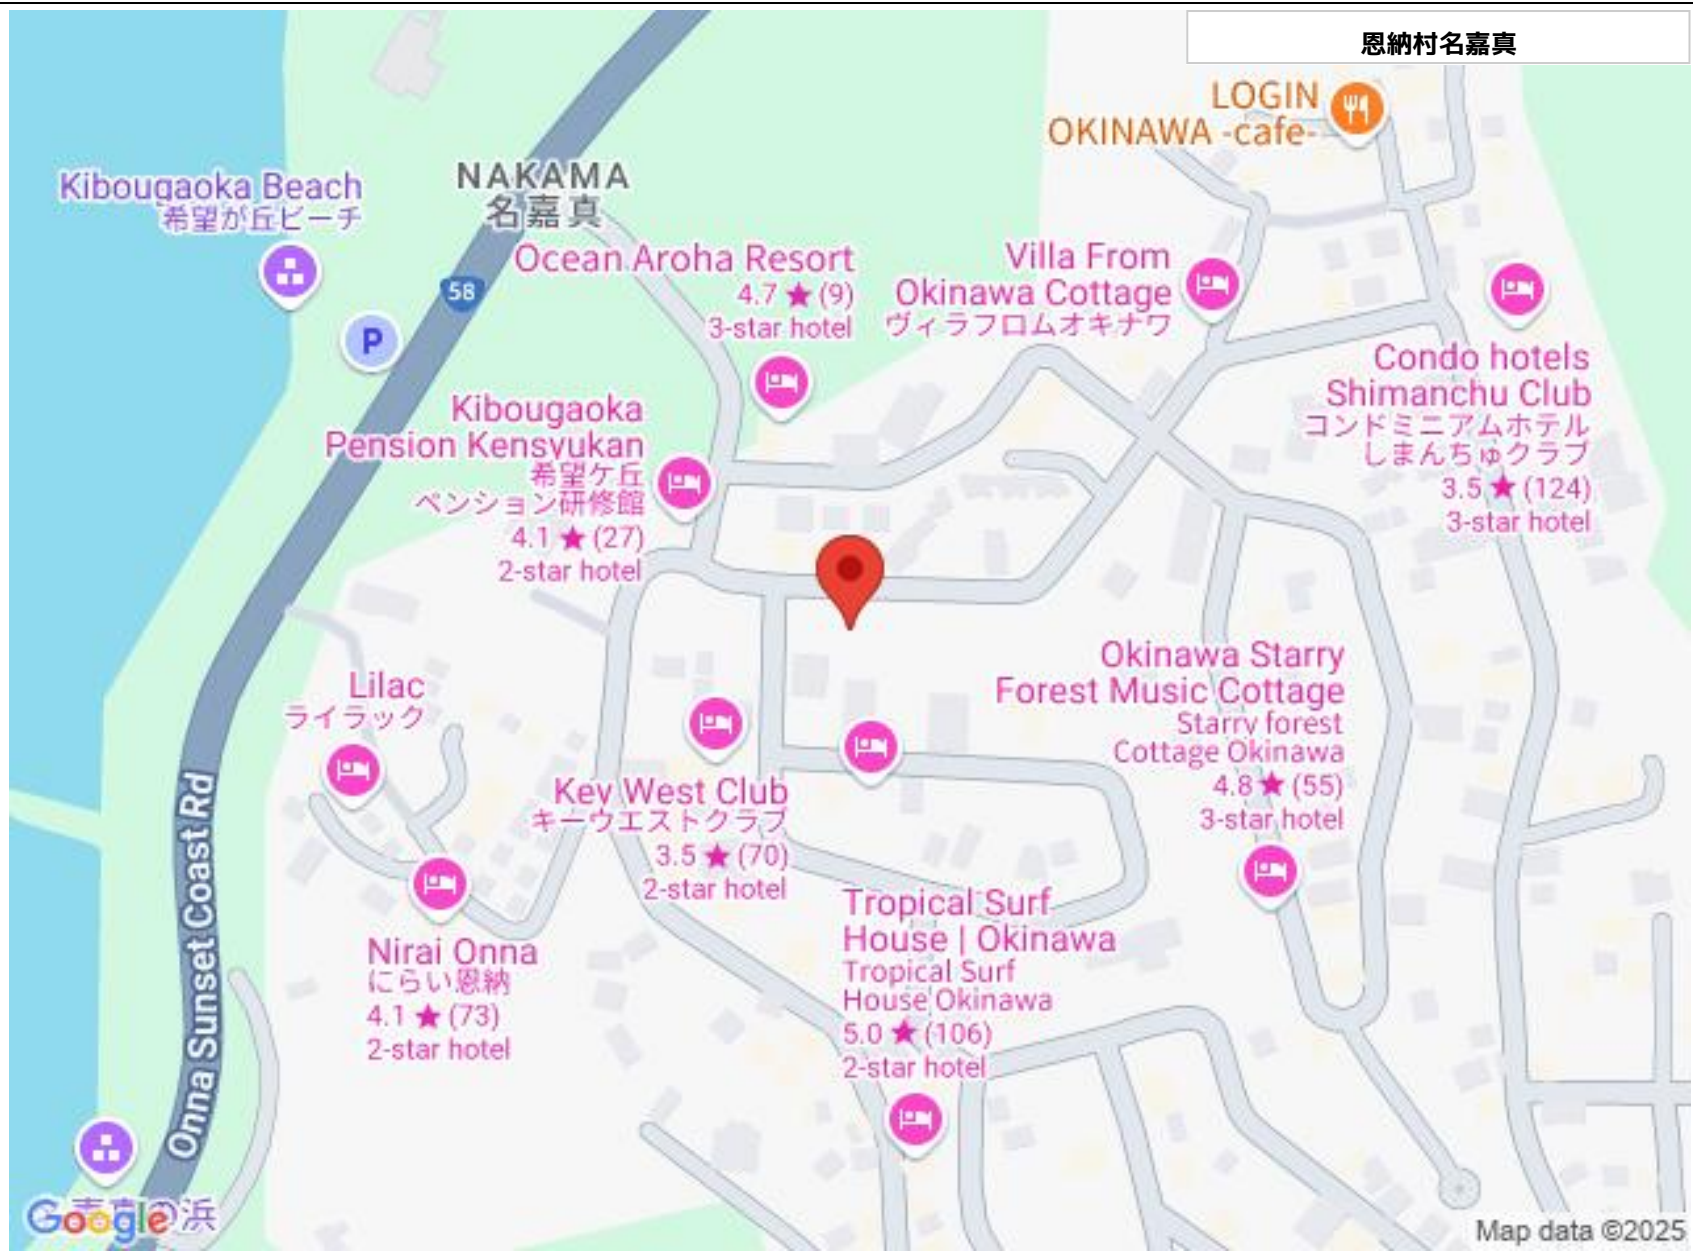 恩納村名嘉真
LOGIN
OKINAWA -cafe-
NAKAMA
名嘉真
Kibougaoka Beach
希望が丘ビーチ
58
P
Ocean Aroha Resort
4.7 ★ (9)
3-star hotel
Villa From
Okinawa Cottage
ヴィラフロムオキナワ
Condo hotels
Shimanchu Club
コンドミニアムホテル
しまんちゅクラブ
3.5 ★ (124)
3-star hotel
Kibougaoka
Pension Kensyukan
希望ケ丘
ペンション研修館
4.1 ★ (27)
2-star hotel
Okinawa Starry
Forest Music Cottage
Starry forest
Cottage Okinawa
4.8 ★ (55)
3-star hotel
Lilac
ライラック
Key West Club
キーウエストクラブ
3.5 ★ (70)
2-star hotel
Onna Sunset Coast Rd
Nirai Onna
にらい恩納
4.1 ★ (73)
2-star hotel
Tropical Surf
House | Okinawa
Tropical Surf
House Okinawa
5.0 ★ (106)
2-star hotel
Google
Map data ©2025